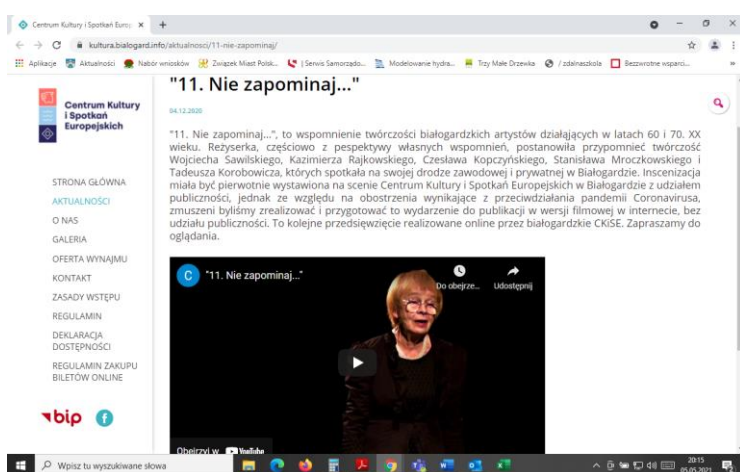 Centrum Kultury i Spotkań Europ
kultura.bialogard.info/aktualnosci/11-nie-zapominaj/
Aplikacje Aktualności Nabór wniosków Związek Miast Polsk... | Serwis Samorządo... Modelowanie hydra... Trzy Małe Drzewka / zdalnaszkola Bezzwrotne wsparci...
Centrum Kultury
i Spotkań
Europejskich
STRONA GŁÓWNA
AKTUALNOŚCI
O NAS
GALERIA
OFERTA WYNAJMU
KONTAKT
ZASADY WSTĘPU
REGULAMIN
DEKLARACJA
DOSTĘPNOŚCI
REGULAMIN ZAKUPU
BILETÓW ONLINE
bip
"11. Nie zapominaj..."
04.12.2020
"11. Nie zapominaj...", to wspomnienie twórczości białogardzkich artystów działających w latach 60 i 70. XX
wieku. Reżyserka, częściowo z pespektywy własnych wspomnień, postanowiła przypomnieć twórczość
Wojciecha Sawilskiego, Kazimierza Rajkowskiego, Czesława Kopczyńskiego, Stanisława Mroczkowskiego i
Tadeusza Korobowicza, których spotkała na swojej drodze zawodowej i prywatnej w Białogardzie. Inscenizacja
miała być pierwotnie wystawiona na scenie Centrum Kultury i Spotkań Europejskich w Białogardzie z udziałem
publiczności, jednak ze względu na obostrzenia wynikające z przeciwdziałania pandemii Coronavirusa,
zmuszeni byliśmy zrealizować i przygotować to wydarzenie do publikacji w wersji filmowej w internecie, bez
udziału publiczności. To kolejne przedsięwzięcie realizowane online przez białogardzkie CKiSE. Zapraszamy do
oglądania.
C "11. Nie zapominaj..."
Do obejrze... Udostępnij
Obejrzyj w YouTube
Wpisz tu wyszukiwane słowa
20:15
05.05.2021